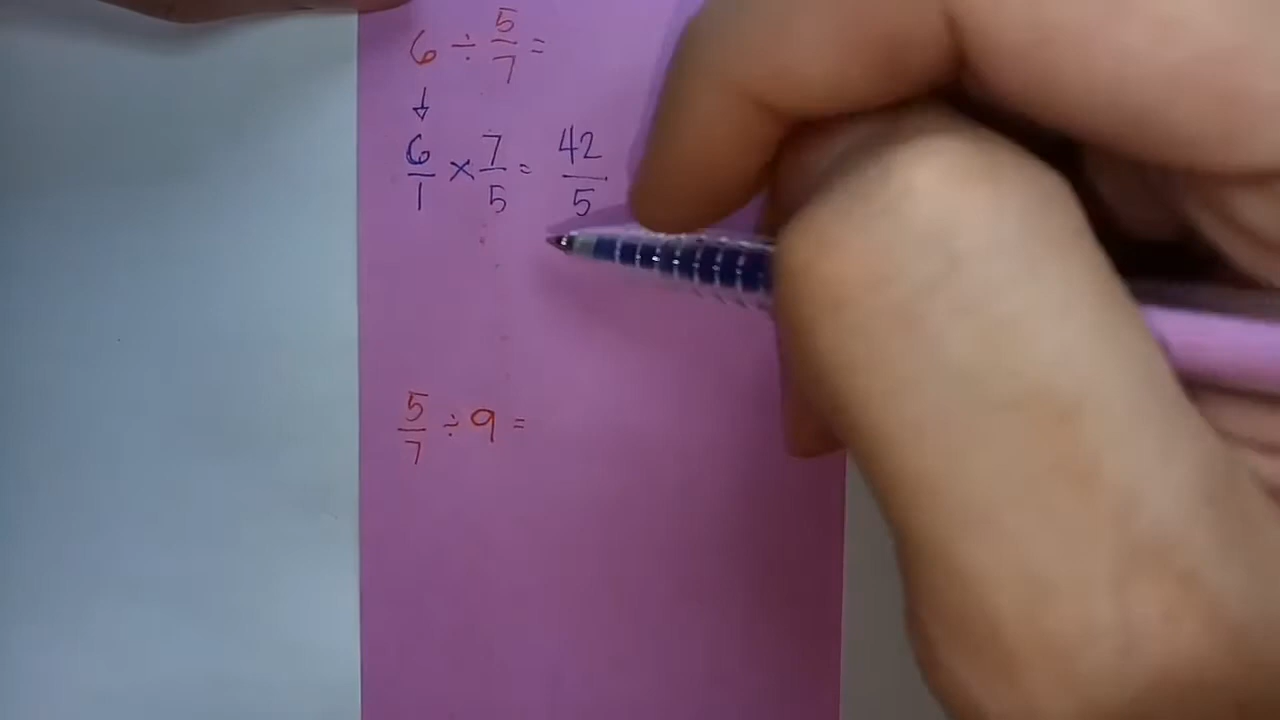 6 ÷ 5/7 =
↓
6/1 × 7/5 = 42/5
5/7 ÷ 9 =